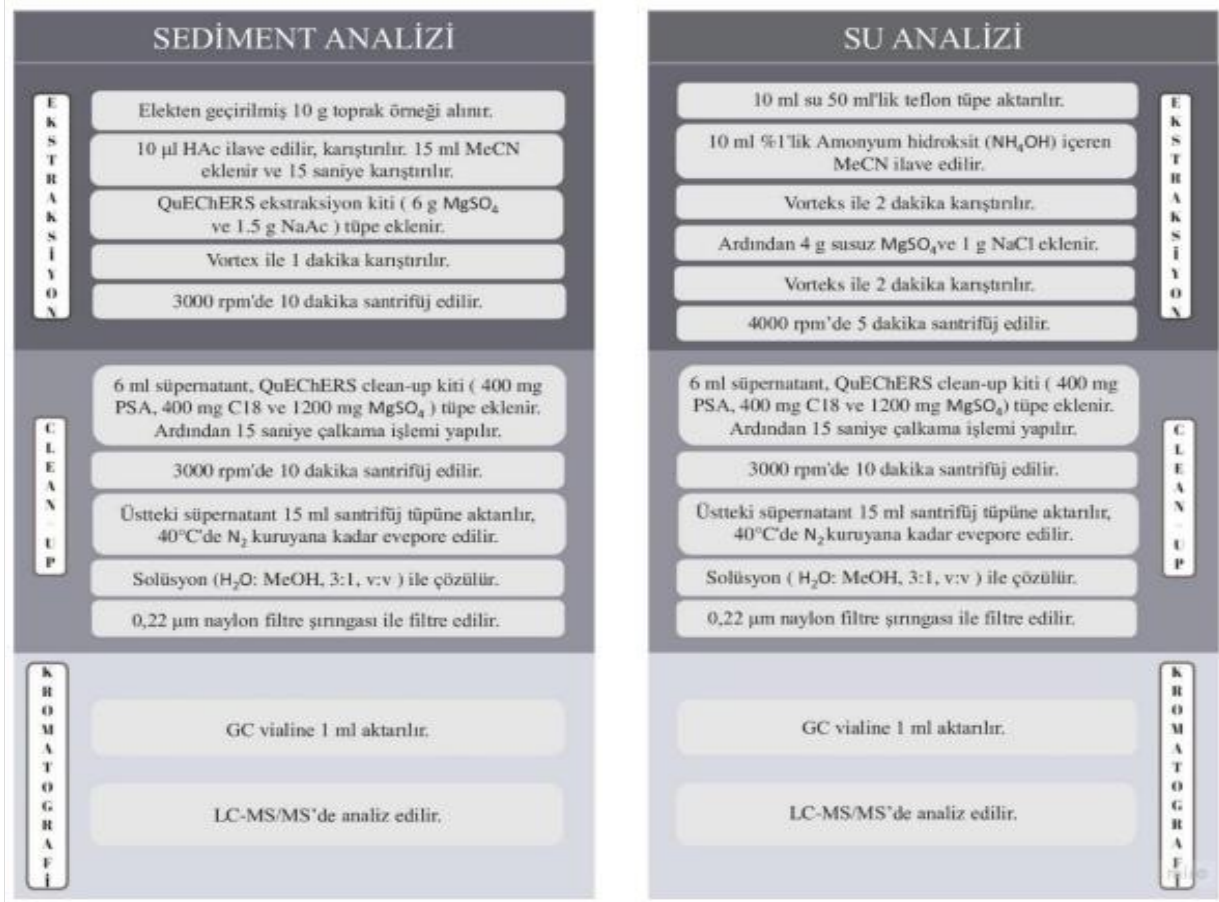 SEDİMENT ANALİZİ
EKSTRAKSİYON
Elekten geçirilmiş 10 g toprak örneği alınır.
10 µl HAc ilave edilir, karıştırılır. 15 ml MeCN
eklenir ve 15 saniye karıştırılır.
QuEChERS ekstraksiyon kiti ( 6 g MgSO₄
ve 1.5 g NaAc ) tüpe eklenir.
Vortex ile 1 dakika karıştırılır.
3000 rpm'de 10 dakika santrifüj edilir.
CLEAN-UP
6 ml süpernatant, QuEChERS clean-up kiti ( 400 mg
PSA, 400 mg C18 ve 1200 mg MgSO₄ ) tüpe eklenir.
Ardından 15 saniye çalkama işlemi yapılır.
3000 rpm'de 10 dakika santrifüj edilir.
Üstteki süpernatant 15 ml santrifüj tüpüne aktarılır,
40°C'de N₂ kuruyana kadar evepore edilir.
Solüsyon (H₂O: MeOH, 3:1, v:v ) ile çözülür.
0,22 µm naylon filtre şırıngası ile filtre edilir.
KROMATOGRAFİ
GC vialine 1 ml aktarılır.
LC-MS/MS'de analiz edilir.
SU ANALİZİ
EKSTRAKSİYON
10 ml su 50 ml'lik teflon tüpe aktarılır.
10 ml %1'lik Amonyum hidroksit (NH₄OH) içeren
MeCN ilave edilir.
Vorteks ile 2 dakika karıştırılır.
Ardından 4 g susuz MgSO₄ve 1 g NaCl eklenir.
Vorteks ile 2 dakika karıştırılır.
4000 rpm'de 5 dakika santrifüj edilir.
CLEAN-UP
6 ml süpernatant, QuEChERS clean-up kiti ( 400 mg
PSA, 400 mg C18 ve 1200 mg MgSO₄) tüpe eklenir.
Ardından 15 saniye çalkama işlemi yapılır.
3000 rpm'de 10 dakika santrifüj edilir.
Üstteki süpernatant 15 ml santrifüj tüpüne aktarılır,
40°C'de N₂kuruyana kadar evepore edilir.
Solüsyon ( H₂O: MeOH, 3:1, v:v ) ile çözülür.
0,22 µm naylon filtre şırıngası ile filtre edilir.
KROMATOGRAFİ
GC vialine 1 ml aktarılır.
LC-MS/MS'de analiz edilir.
miro